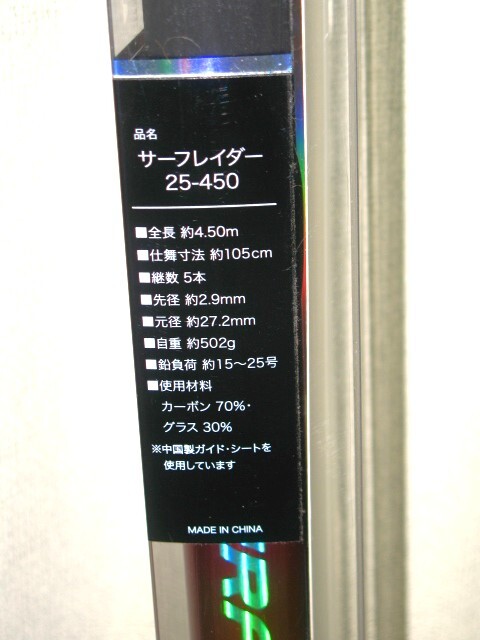 品名
サーフレイダー
25-450
■全長 約4.50m
■仕舞寸法 約105cm
■継数 5本
■先径 約2.9mm
■元径 約27.2mm
■自重 約502g
■鉛負荷 約15〜25号
■使用材料
カーボン 70%・
グラス 30%
※中国製ガイド・シートを
使用しています
MADE IN CHINA